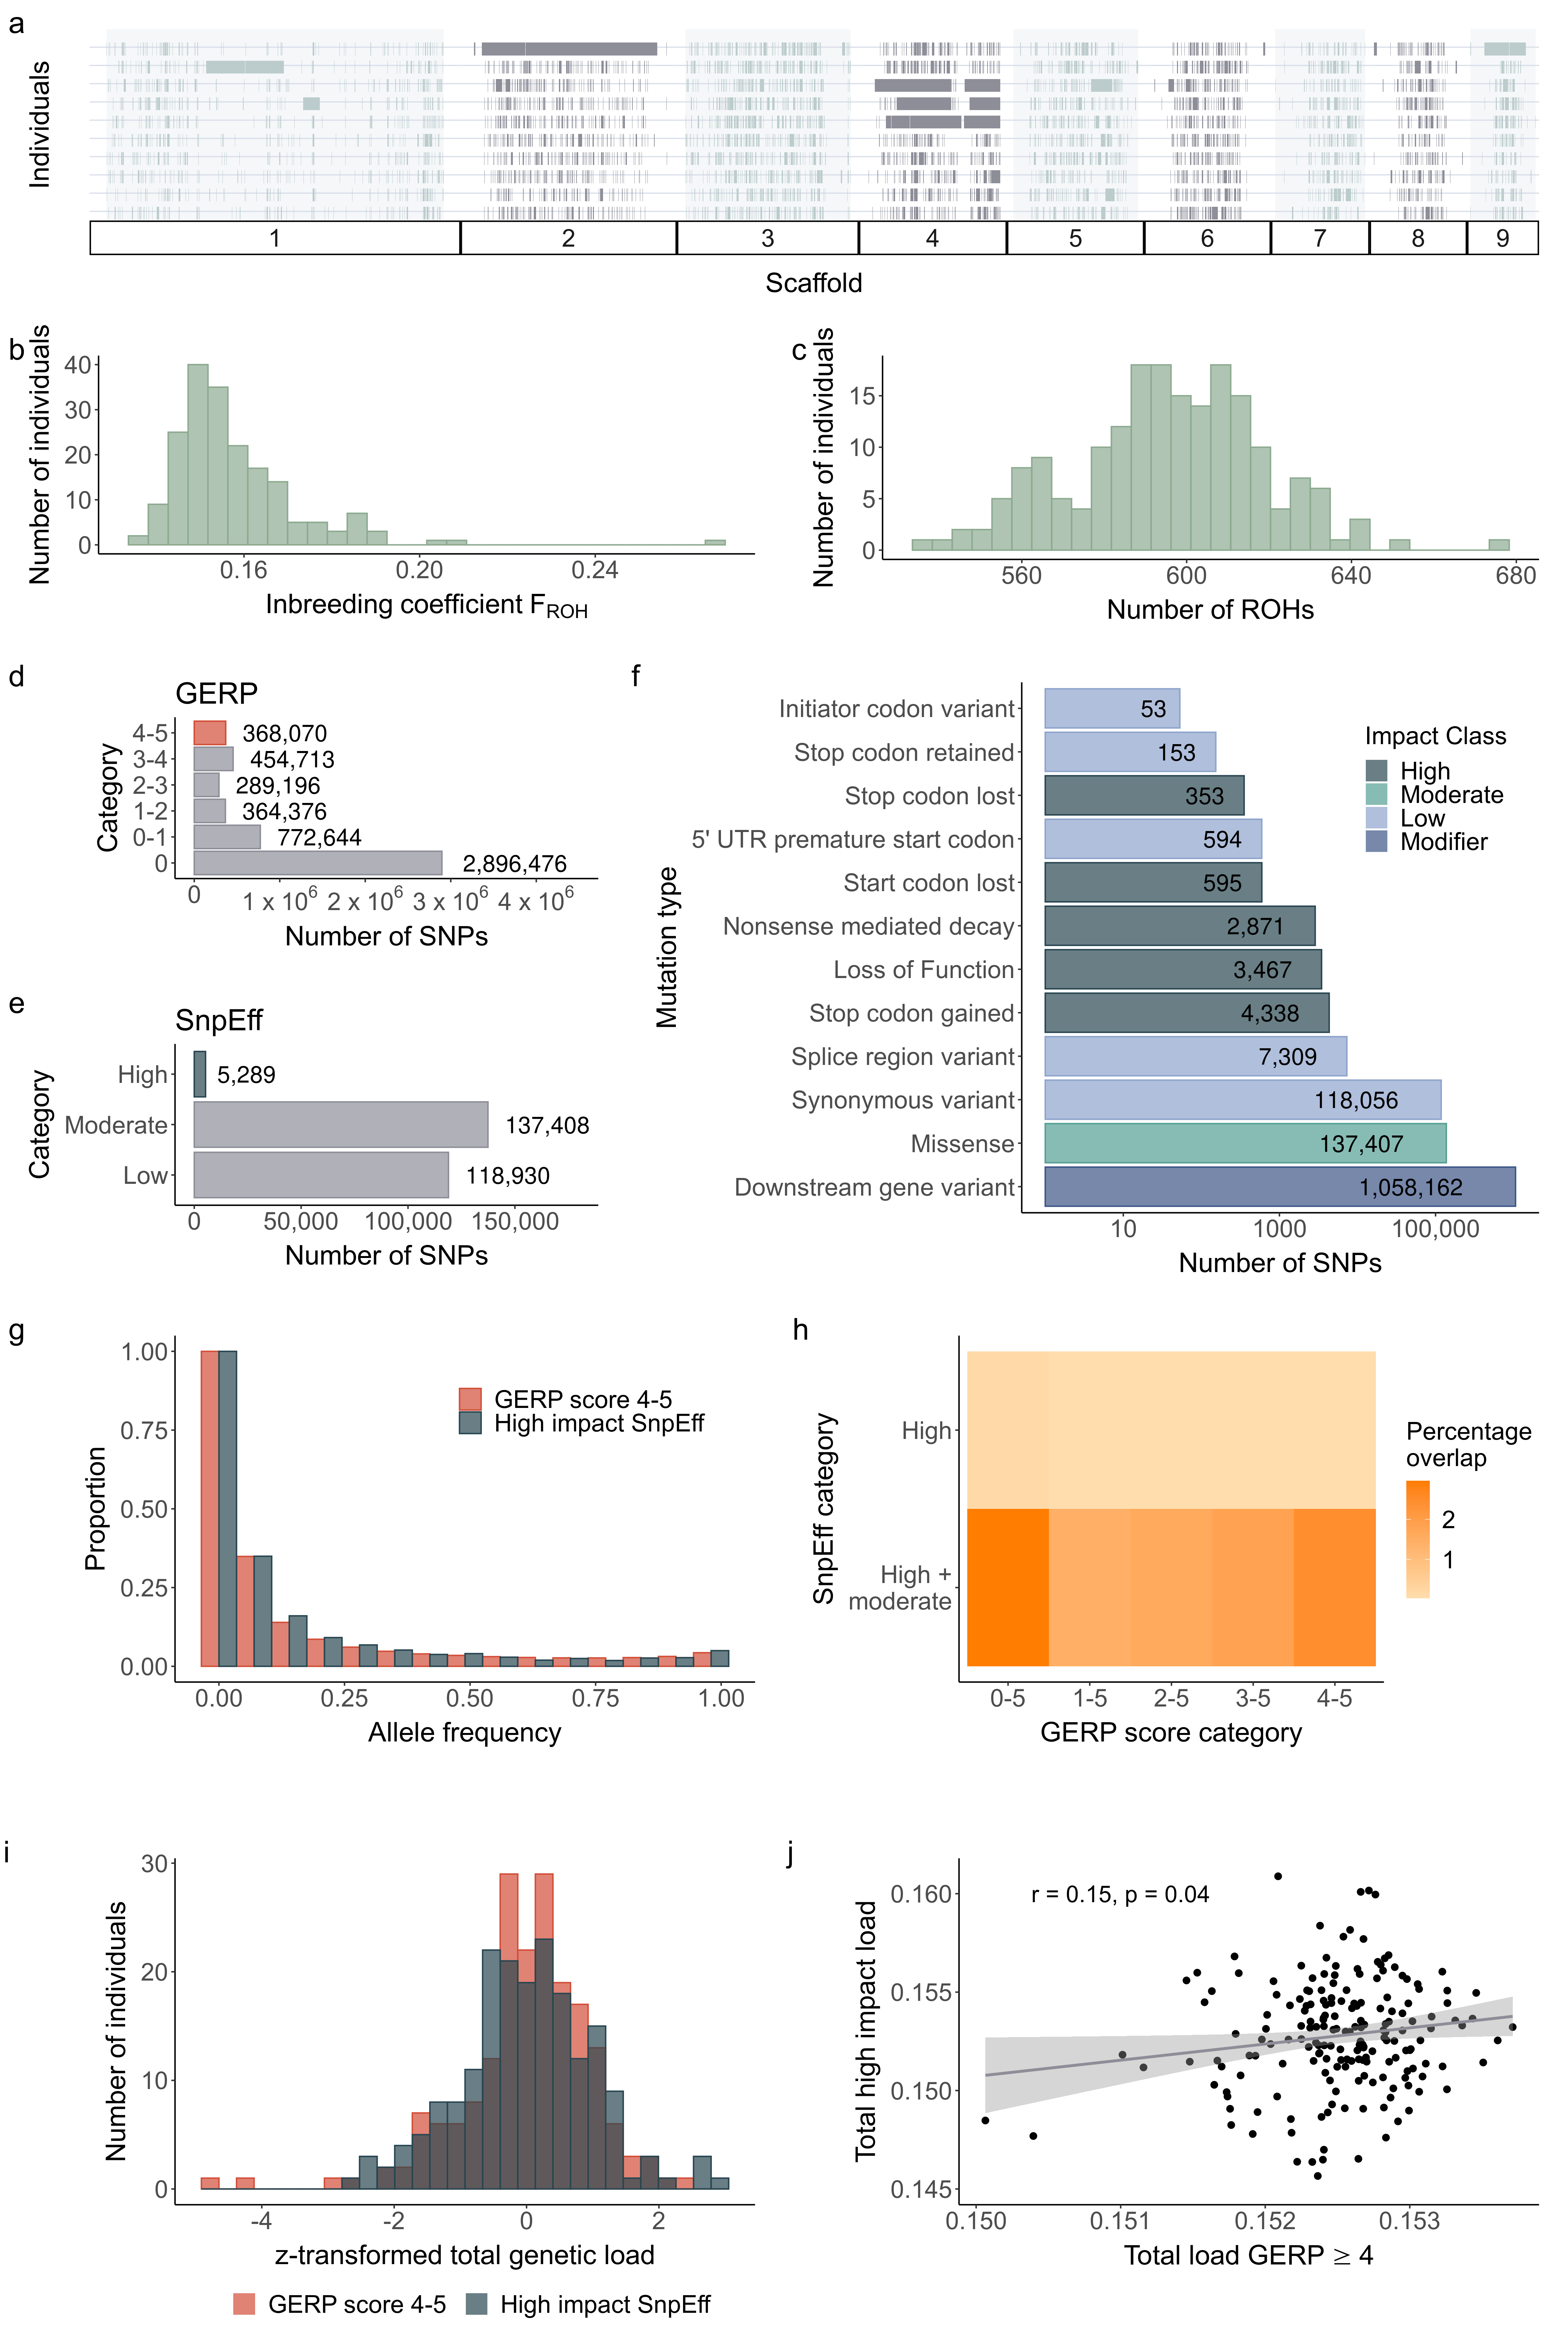 a
Individuals
1 2 3 4 5 6 7 8 9
Scaffold
b
Number of individuals
40
30
20
10
0
0.16 0.20 0.24
Inbreeding coefficient F_ROH
c
Number of individuals
15
10
5
0
560 600 640 680
Number of ROHs
d
GERP
Category
4-5 368,070
3-4 454,713
2-3 289,196
1-2 364,376
0-1 772,644
0 2,896,476
0 1 x 10⁶ 2 x 10⁶ 3 x 10⁶ 4 x 10⁶
Number of SNPs
e
SnpEff
Category
High 5,289
Moderate 137,408
Low 118,930
0 50,000 100,000 150,000
Number of SNPs
f
Mutation type
Initiator codon variant 53
Stop codon retained 153
Stop codon lost 353
5' UTR premature start codon 594
Start codon lost 595
Nonsense mediated decay 2,871
Loss of Function 3,467
Stop codon gained 4,338
Splice region variant 7,309
Synonymous variant 118,056
Missense 137,407
Downstream gene variant 1,058,162
10 1000 100,000
Number of SNPs
Impact Class
High
Moderate
Low
Modifier
g
Proportion
1.00
0.75
0.50
0.25
0.00
0.00 0.25 0.50 0.75 1.00
Allele frequency
GERP score 4-5
High impact SnpEff
h
SnpEff category
High
High +
moderate
0-5 1-5 2-5 3-5 4-5
GERP score category
Percentage
overlap
2
1
i
Number of individuals
30
20
10
0
-4 -2 0 2
z-transformed total genetic load
GERP score 4-5 High impact SnpEff
j
Total high impact load
r = 0.15, p = 0.04
0.160
0.155
0.150
0.145
0.150 0.151 0.152 0.153
Total load GERP ≥ 4